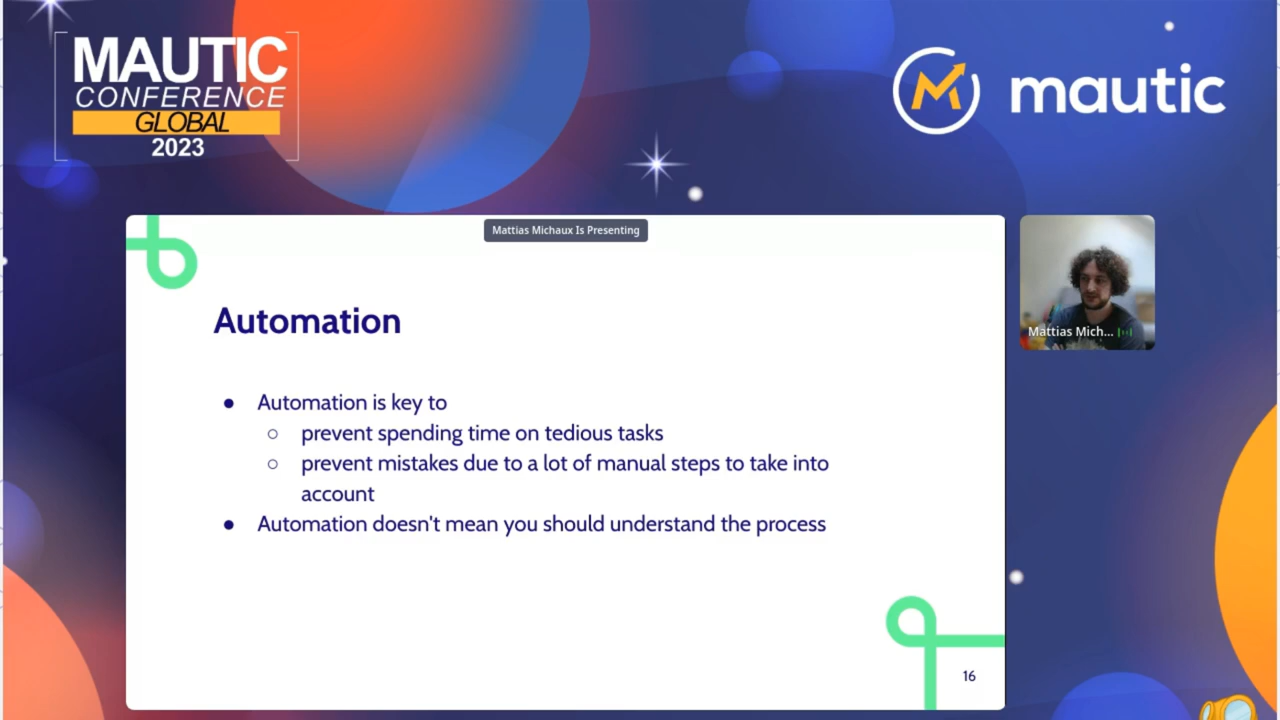 MAUTIC
CONFERENCE
GLOBAL
2023
mautic
Mattias Michaux Is Presenting
Automation
● Automation is key to
○ prevent spending time on tedious tasks
○ prevent mistakes due to a lot of manual steps to take into
account
● Automation doesn't mean you should understand the process
Mattias Mich...
16